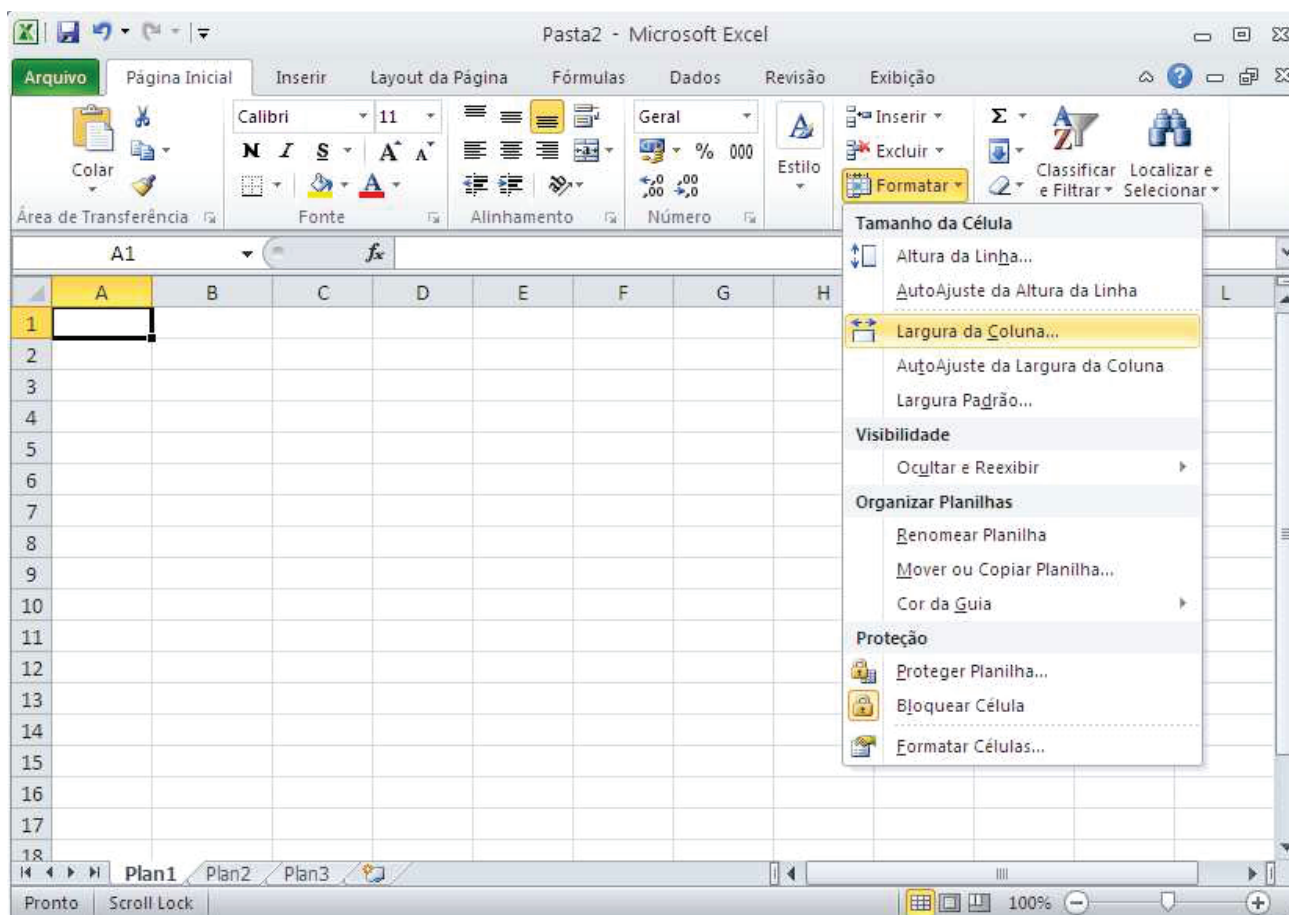 Pasta2 - Microsoft Excel
Arquivo Página Inicial Inserir Layout da Página Fórmulas Dados Revisão Exibição
Colar
Área de Transferência
Calibri 11
N I S A A
A
Fonte
Alinhamento
Geral
% 000
,00 ,0
,00 ,0
Número
Estilo
Inserir
Excluir
Formatar
Σ
Classificar e Filtrar
Localizar e Selecionar
Tamanho da Célula
Altura da Linha...
AutoAjuste da Altura da Linha
Largura da Coluna...
AutoAjuste da Largura da Coluna
Largura Padrão...
Visibilidade
Ocultar e Reexibir
Organizar Planilhas
Renomear Planilha
Mover ou Copiar Planilha...
Cor da Guia
Proteção
Proteger Planilha...
Bloquear Célula
Formatar Células...
A1 fx
A B C D E F G H L
1
2
3
4
5
6
7
8
9
10
11
12
13
14
15
16
17
18
Plan1 Plan2 Plan3
Pronto Scroll Lock 100%